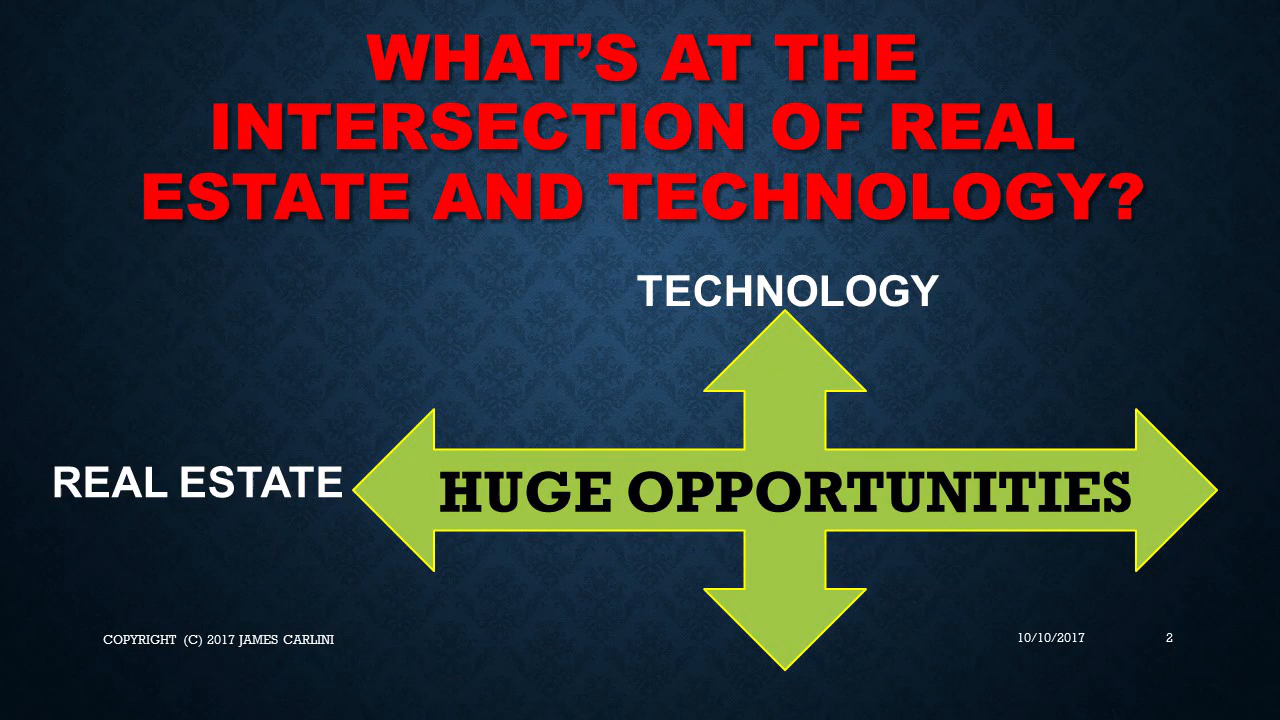 WHAT’S AT THE
INTERSECTION OF REAL
ESTATE AND TECHNOLOGY?
TECHNOLOGY
REAL ESTATE
HUGE OPPORTUNITIES
COPYRIGHT (C) 2017 JAMES CARLINI
10/10/2017
2